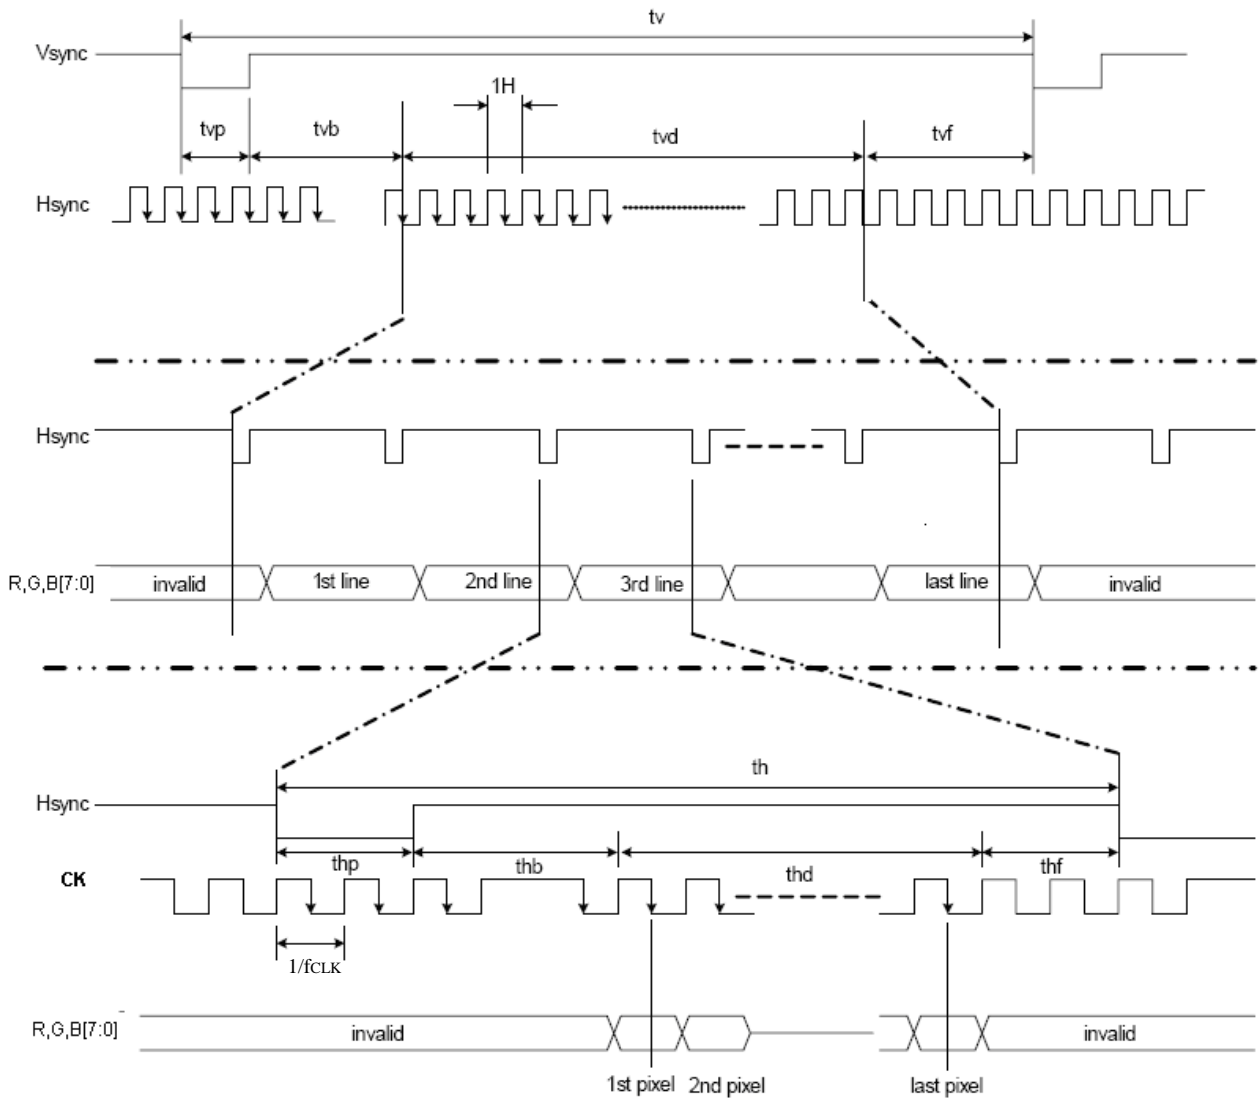 tv
Vsync
1H
tvp
tvb
tvd
tvf
Hsync
Hsync
R,G,B[7:0]
invalid
1st line
2nd line
3rd line
last line
invalid
th
Hsync
thp
thb
thd
thf
CK
1/fCLK
R,G,B[7:0]
invalid
invalid
1st pixel
2nd pixel
last pixel